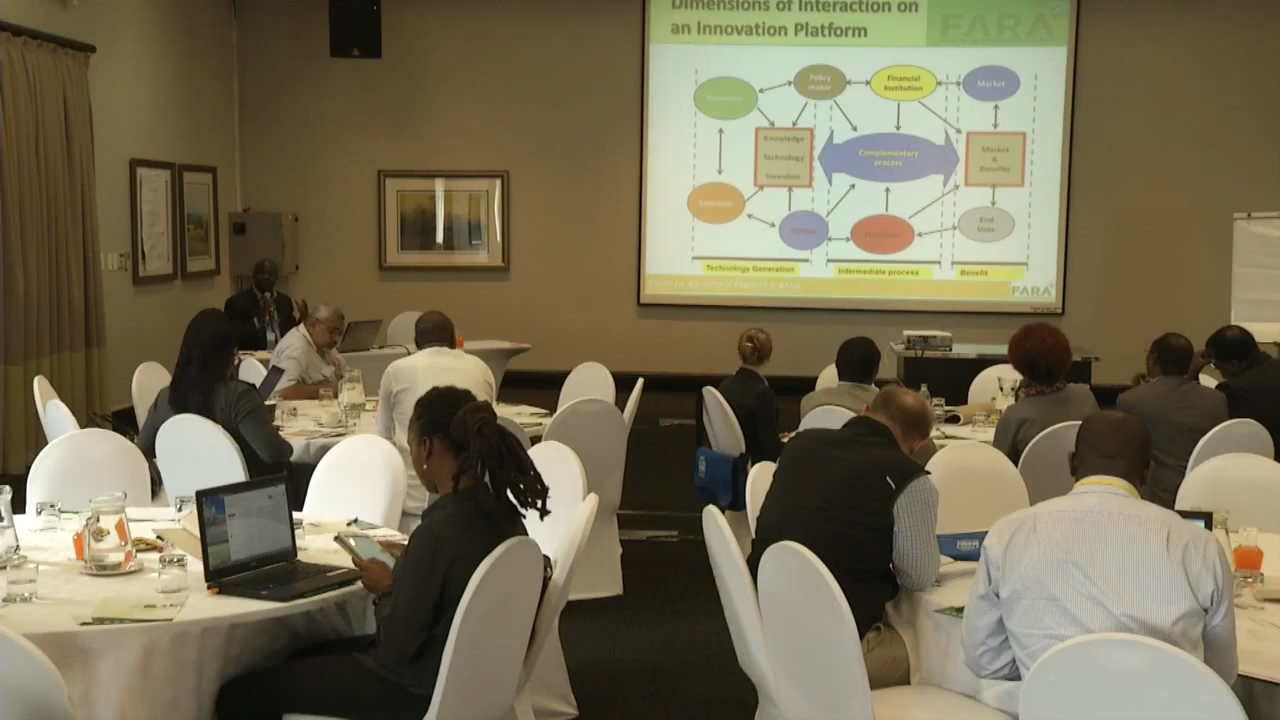 Dimensions of Interaction on
an Innovation Platform
FARA
Policy
maker
Financial
Institution
Market
Knowledge
Technology
Invention
Complementary
process
Market
&
Benefits
End
User
Technology Generation
Intermediate process
Benefit
FARA